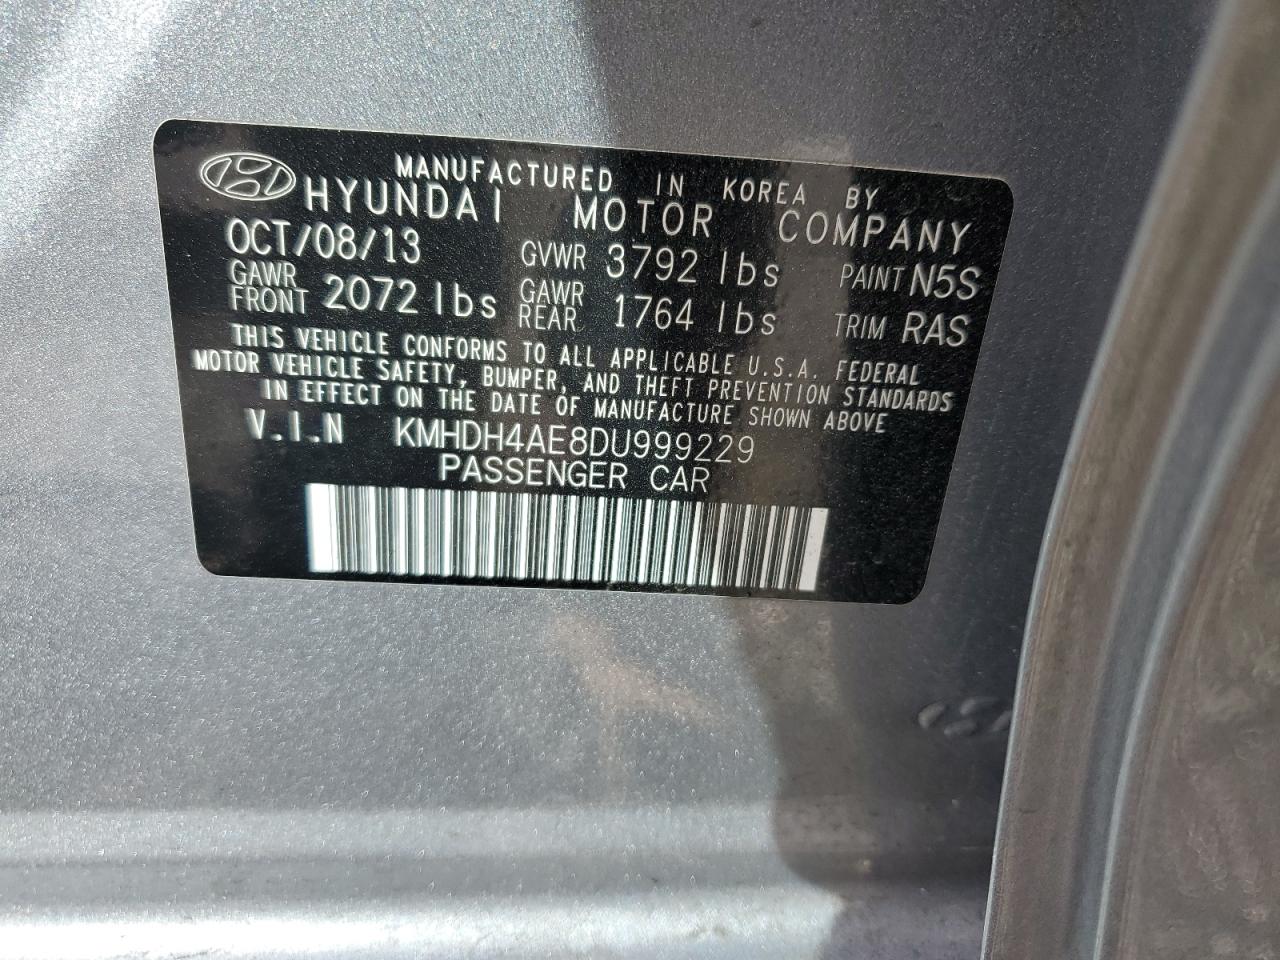 MANUFACTURED IN KOREA BY
HYUNDAI MOTOR COMPANY
OCT/08/13 GVWR 3792 lbs PAINT N5S
GAWR FRONT 2072 lbs GAWR REAR 1764 lbs TRIM RAS
THIS VEHICLE CONFORMS TO ALL APPLICABLE U.S.A. FEDERAL
MOTOR VEHICLE SAFETY, BUMPER, AND THEFT PREVENTION STANDARDS
IN EFFECT ON THE DATE OF MANUFACTURE SHOWN ABOVE
V.I.N KMHDH4AE8DU999229
PASSENGER CAR